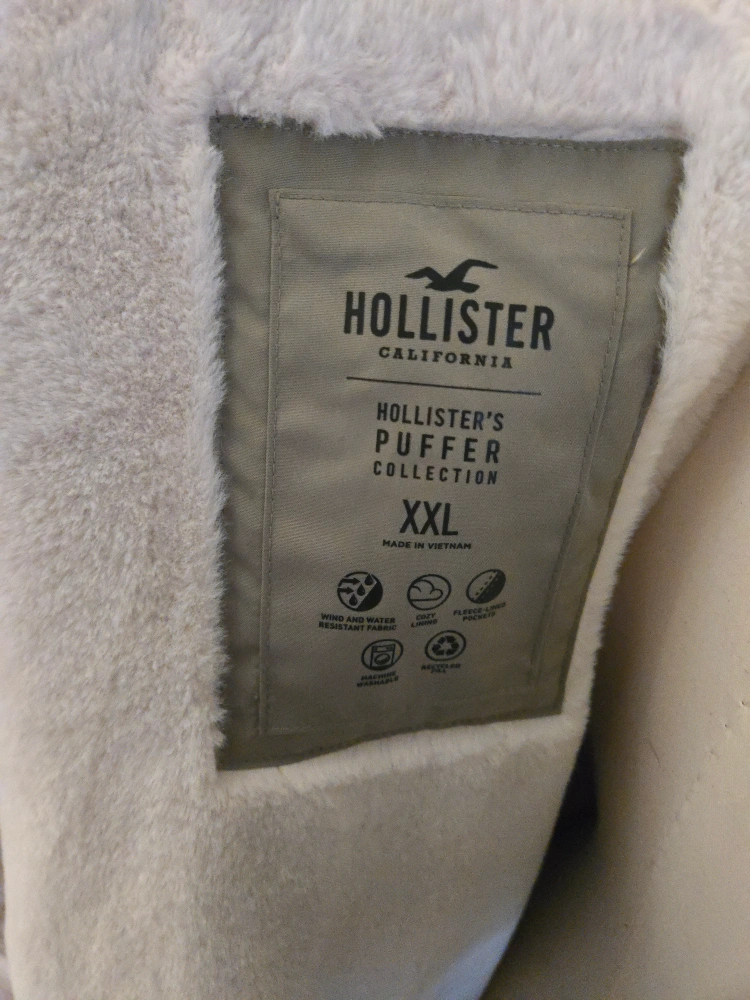 HOLLISTER
CALIFORNIA
HOLLISTER'S
PUFFER
COLLECTION
XXL
MADE IN VIETNAM
WIND AND WATER
RESISTANT FABRIC
COZY
LINING
FLEECE-LINED
POCKETS
MACHINE
WASHABLE
RECYCLED
FILL